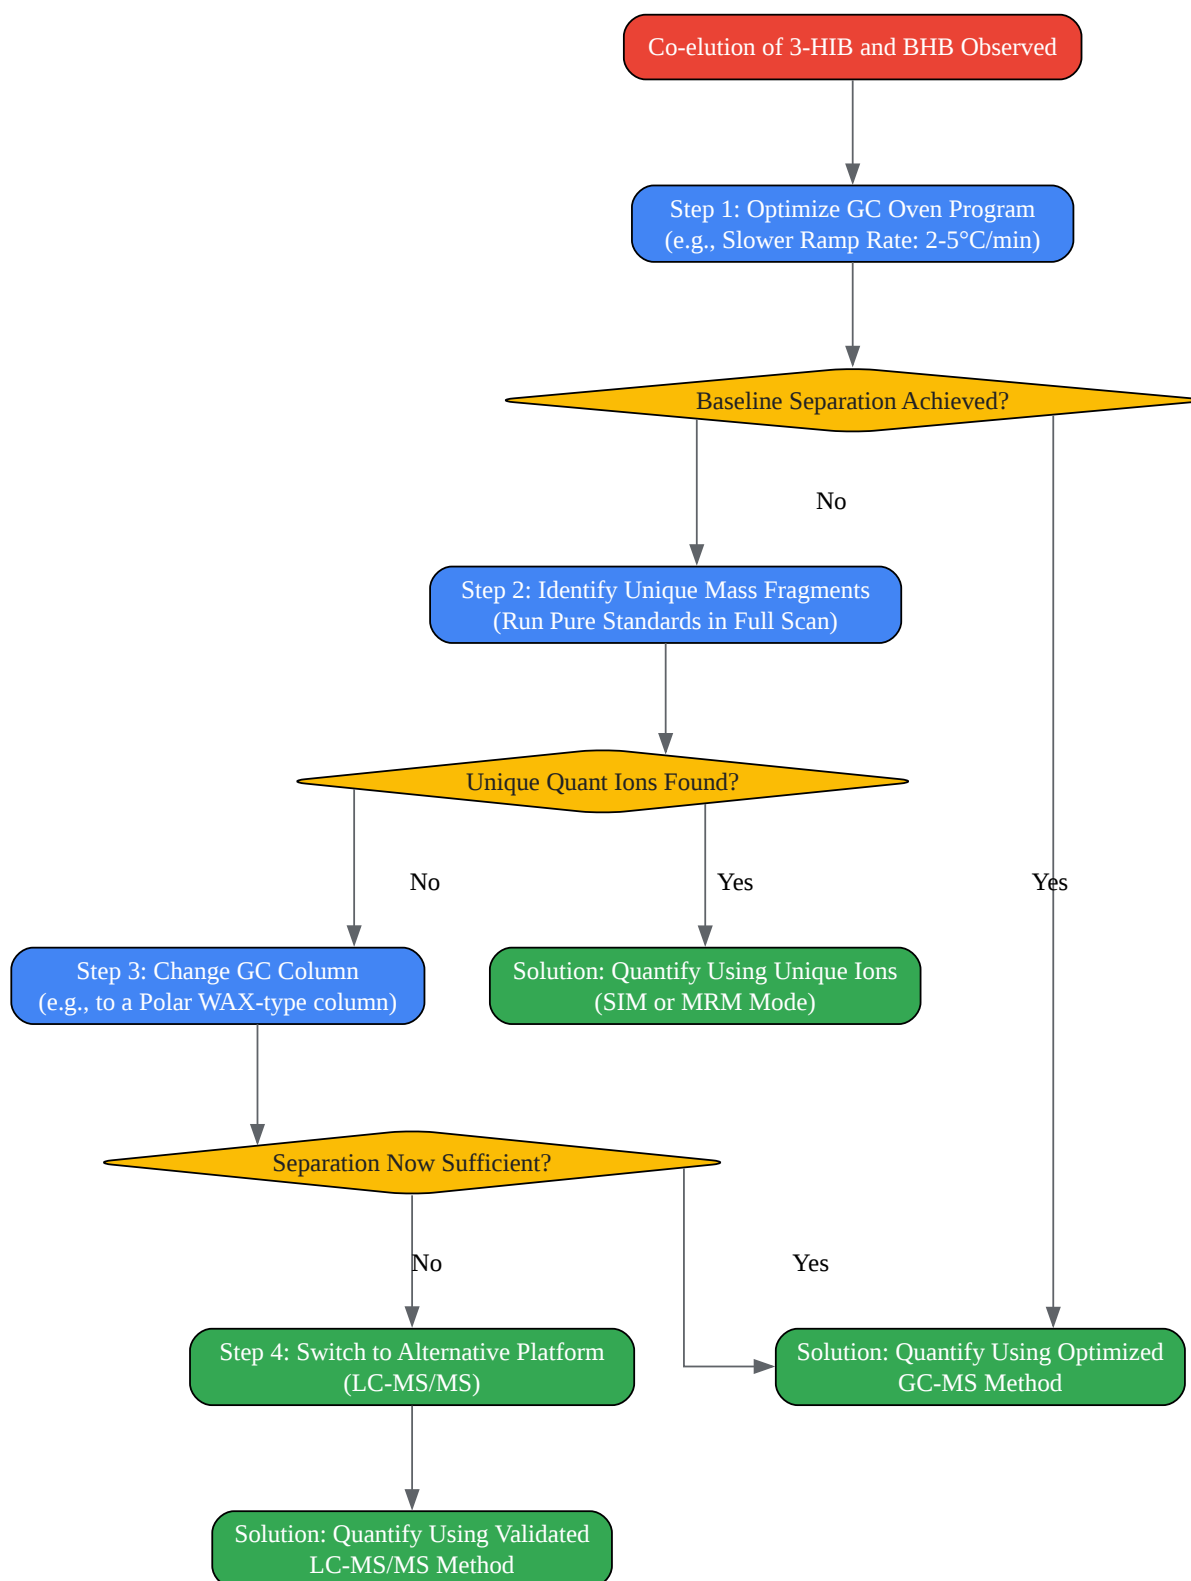 Co-elution of 3-HIB and BHB Observed
Step 1: Optimize GC Oven Program
(e.g., Slower Ramp Rate: 2-5°C/min)
Baseline Separation Achieved?
No
Step 2: Identify Unique Mass Fragments
(Run Pure Standards in Full Scan)
Unique Quant Ions Found?
No
Yes
Yes
Step 3: Change GC Column
(e.g., to a Polar WAX-type column)
Solution: Quantify Using Unique Ions
(SIM or MRM Mode)
Separation Now Sufficient?
No
Yes
Step 4: Switch to Alternative Platform
(LC-MS/MS)
Solution: Quantify Using Optimized
GC-MS Method
Solution: Quantify Using Validated
LC-MS/MS Method